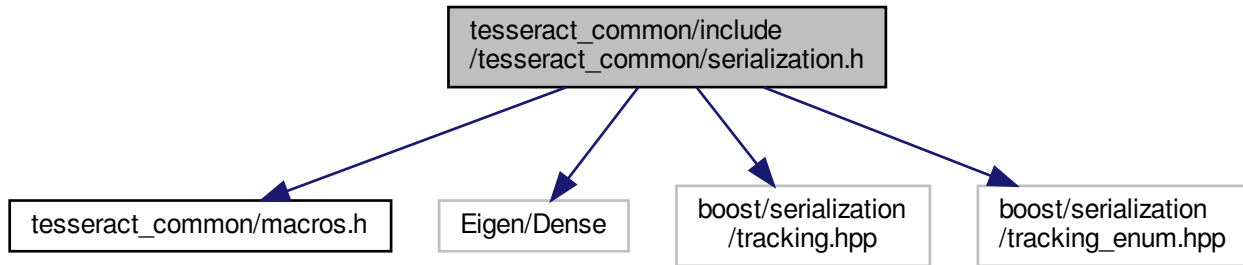 tesseract_common/include
/tesseract_common/serialization.h
tesseract_common/macros.h
Eigen/Dense
boost/serialization
/tracking.hpp
boost/serialization
/tracking_enum.hpp